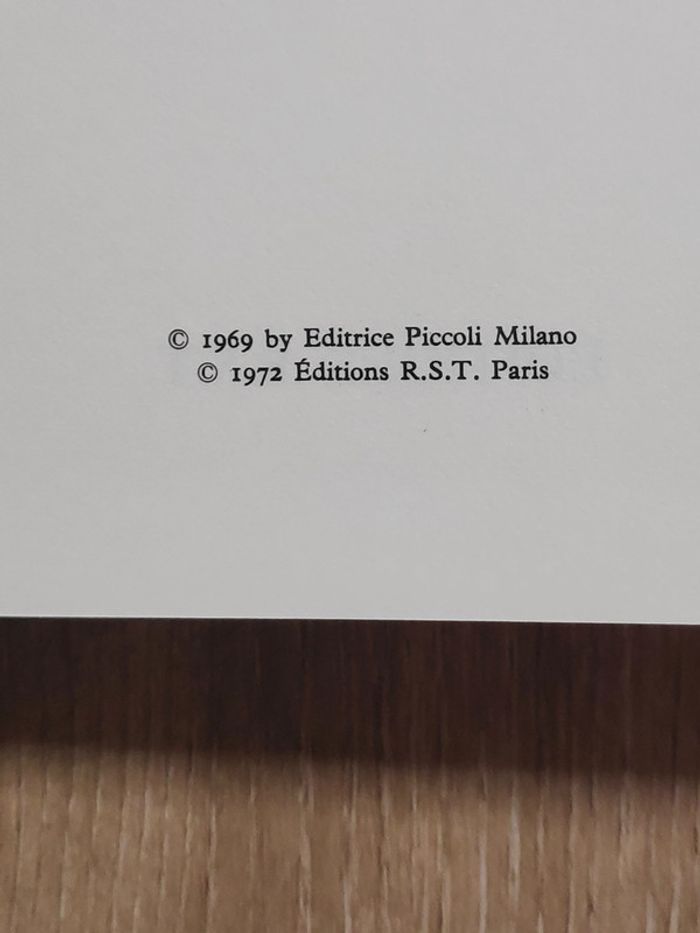 © 1969 by Editrice Piccoli Milano
© 1972 Éditions R.S.T. Paris